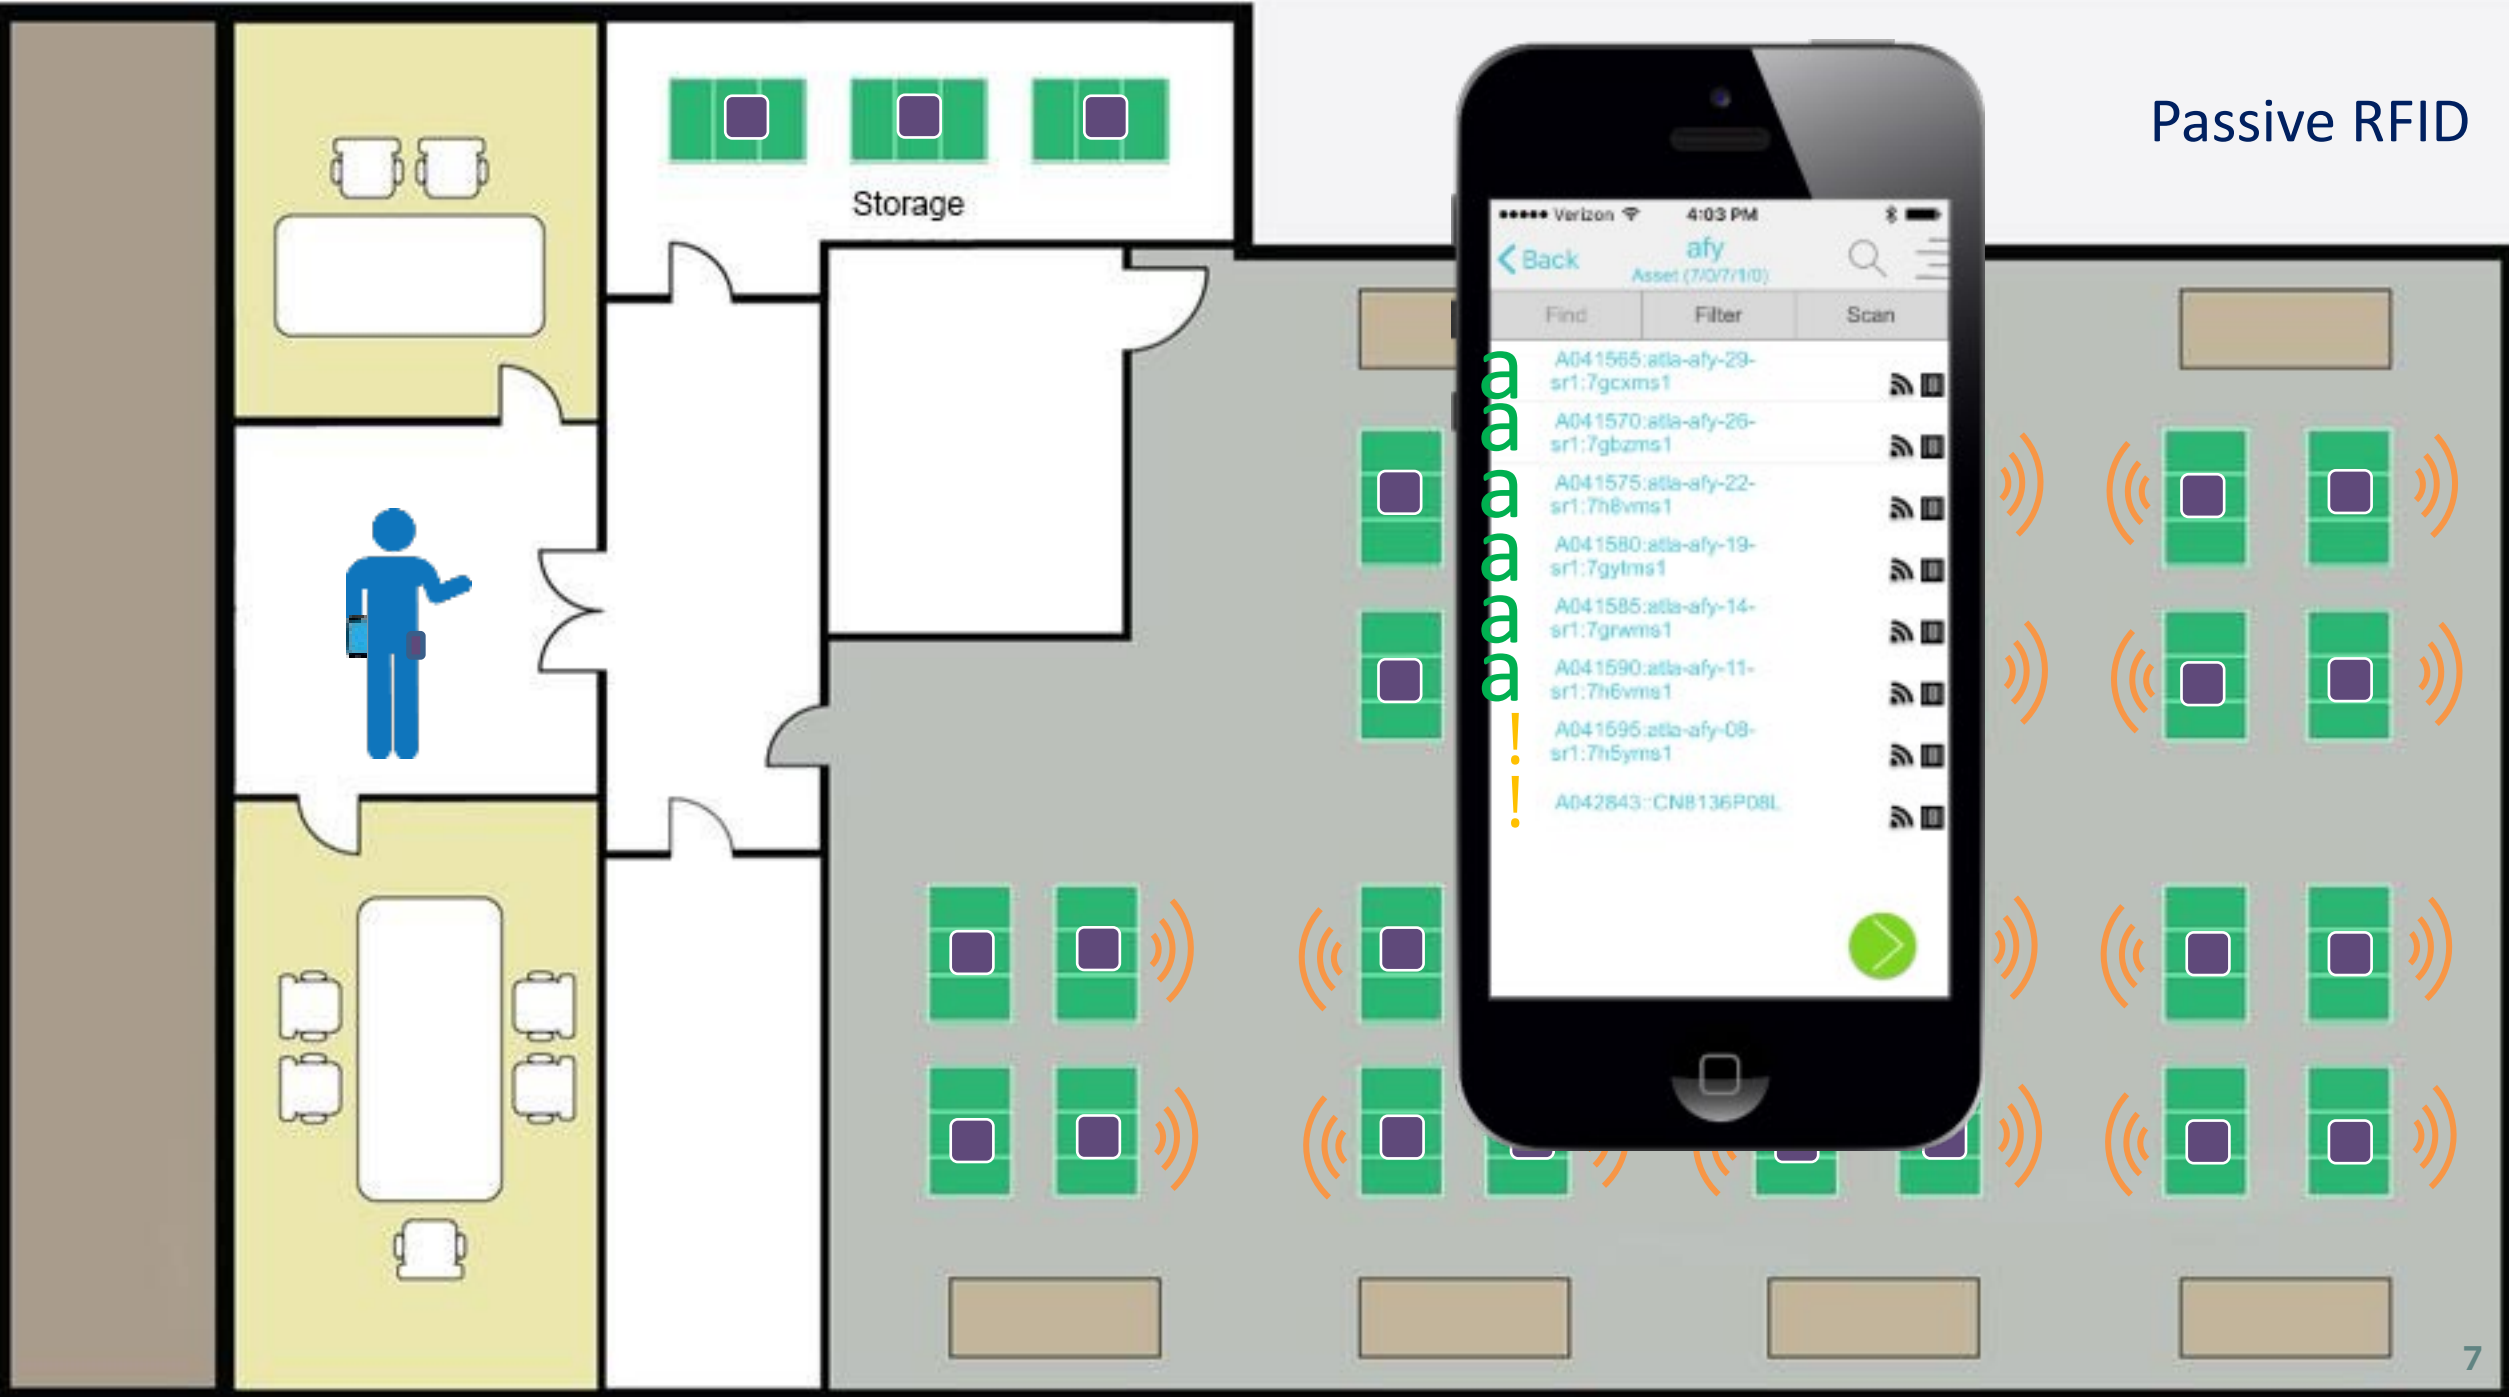 Passive RFID
Storage
Verizon 4:03 PM
Back afy
Asset (7/0/7/1/0)
Find Filter Scan
a A041565:atla-afy-29-
sr1:7gcxms1
a A041570:atla-afy-26-
sr1:7gbzms1
a A041575:atla-afy-22-
sr1:7h8vms1
a A041580:atla-afy-19-
sr1:7gytms1
a A041585:atla-afy-14-
sr1:7grwms1
a A041590:atla-afy-11-
sr1:7h6vms1
! A041595:atla-afy-08-
sr1:7h5yms1
! A042843::CN8136P08L
7